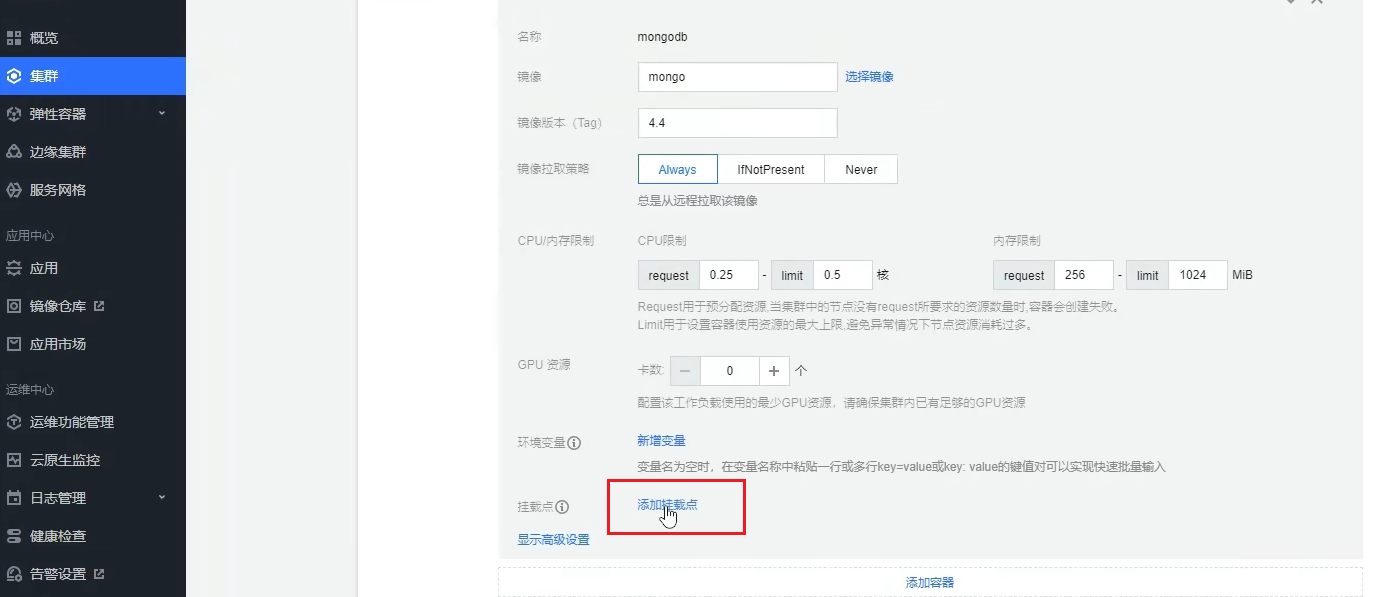 概览
集群
弹性容器
边缘集群
服务网格
应用中心
应用
镜像仓库
应用市场
运维中心
运维功能管理
云原生监控
日志管理
健康检查
告警设置
名称 mongodb
镜像 mongo 选择镜像
镜像版本（Tag） 4.4
镜像拉取策略 Always IfNotPresent Never
总是从远程拉取该镜像
CPU/内存限制 CPU限制 内存限制
request 0.25 - limit 0.5 核 request 256 - limit 1024 MiB
Request用于预分配资源,当集群中的节点没有request所要求的资源数量时,容器会创建失败。
Limit用于设置容器使用资源的最大上限,避免异常情况下节点资源消耗过多。
GPU 资源 卡数: － 0 + 个
配置该工作负载使用的最少GPU资源，请确保集群内已有足够的GPU资源
环境变量 新增变量
变量名为空时，在变量名称中粘贴一行或多行key=value或key: value的键值对可以实现快速批量输入
挂载点 添加挂载点
显示高级设置
添加容器